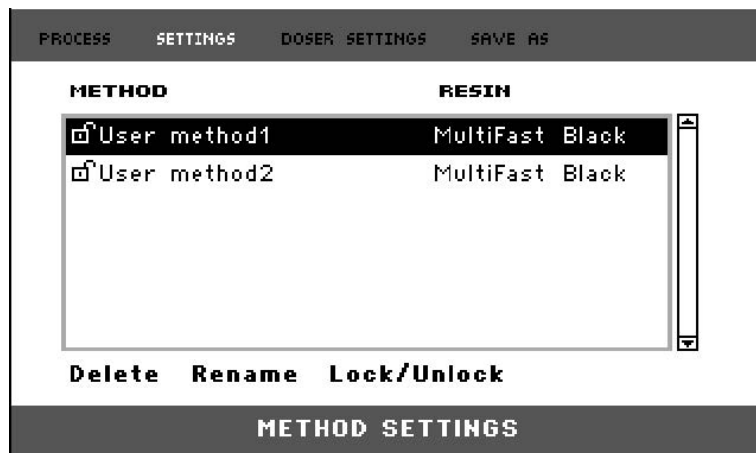 PROCESS SETTINGS DOSER SETTINGS SAVE AS
METHOD RESIN
User method1 MultiFast Black
User method2 MultiFast Black
Delete Rename Lock/Unlock
METHOD SETTINGS